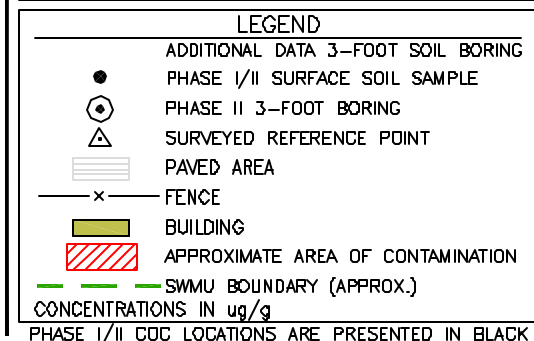 LEGEND
ADDITIONAL DATA 3-FOOT SOIL BORING
PHASE I/II SURFACE SOIL SAMPLE
PHASE II 3-FOOT BORING
SURVEYED REFERENCE POINT
PAVED AREA
FENCE
BUILDING
APPROXIMATE AREA OF CONTAMINATION
SWMU BOUNDARY (APPROX.)
CONCENTRATIONS IN ug/g
PHASE I/II COC LOCATIONS ARE PRESENTED IN BLACK